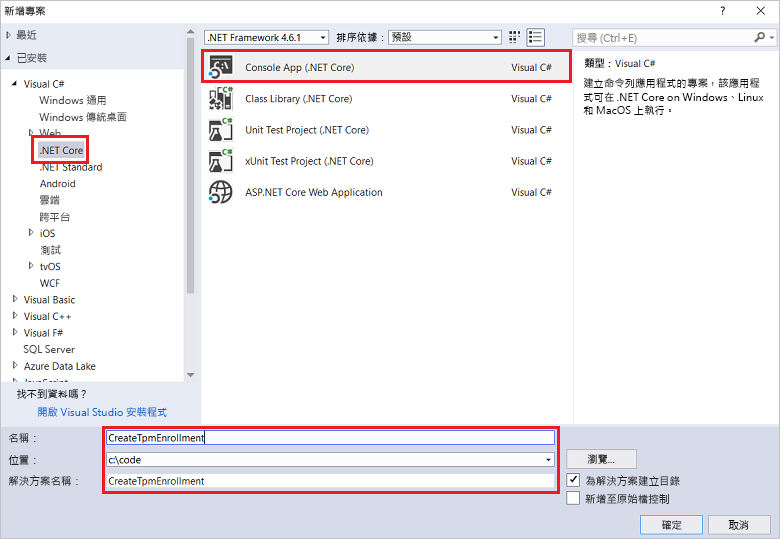 新增專案
? ×
最近
已安裝
Visual C#
Windows 通用
Windows 傳統桌面
Web
.NET Core
.NET Standard
Android
雲端
跨平台
iOS
測試
tvOS
WCF
Visual Basic
Visual C++
Visual F#
SQL Server
Azure Data Lake
JavaScript
找不到資料嗎？
開啟 Visual Studio 安裝程式
.NET Framework 4.6.1 排序依據： 預設
Console App (.NET Core) Visual C#
Class Library (.NET Core) Visual C#
Unit Test Project (.NET Core) Visual C#
xUnit Test Project (.NET Core) Visual C#
ASP.NET Core Web Application Visual C#
搜尋 (Ctrl+E)
類型：Visual C#
建立命令列應用程式的專案，該應用程
式可在 .NET Core on Windows、Linux
和 MacOS 上執行。
名稱： CreateTpmEnrollment
位置： c:\code 瀏覽...
解決方案名稱： CreateTpmEnrollment
為解決方案建立目錄
新增至原始檔控制
確定 取消